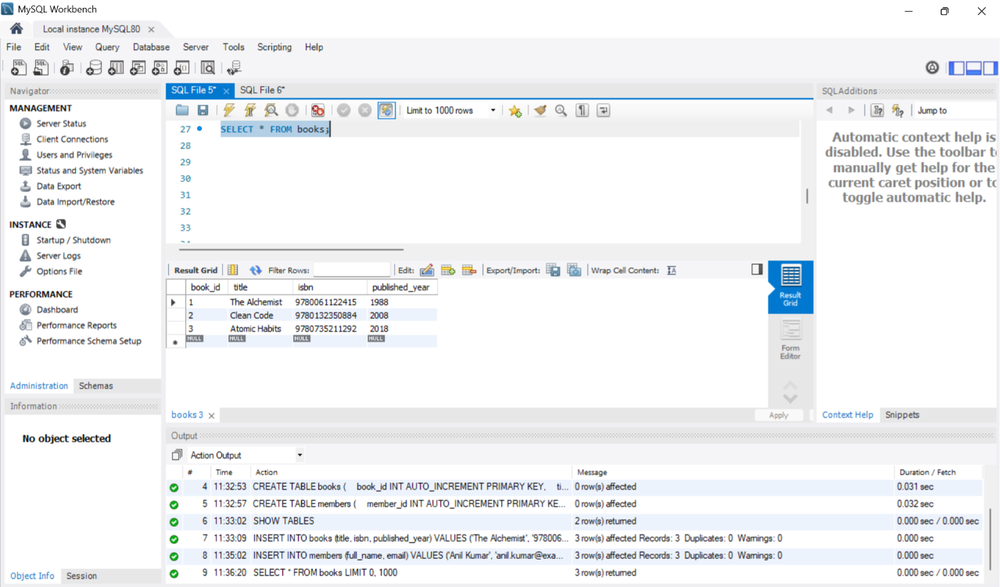 MySQL Workbench
Local instance MySQL80
File Edit View Query Database Server Tools Scripting Help
Navigator
MANAGEMENT
Server Status
Client Connections
Users and Privileges
Status and System Variables
Data Export
Data Import/Restore
INSTANCE
Startup / Shutdown
Server Logs
Options File
PERFORMANCE
Dashboard
Performance Reports
Performance Schema Setup
Administration Schemas
Information
No object selected
Object Info Session
SQL File 5* SQL File 6*
Limit to 1000 rows
27 SELECT * FROM books;
28
29
30
31
32
33
Result Grid Filter Rows: Edit: Export/Import: Wrap Cell Content:
book_id title isbn published_year
1 The Alchemist 9780061122415 1988
2 Clean Code 9780132350884 2008
3 Atomic Habits 9780735211292 2018
NULL NULL NULL NULL
Result
Grid
Form
Editor
books 3 Apply
SQLAdditions
Jump to
Automatic context help is
disabled. Use the toolbar
manually get help for the
current caret position or
toggle automatic help.
Context Help Snippets
Output
Action Output
# Time Action Message Duration / Fetch
4 11:32:53 CREATE TABLE books ( book_id INT AUTO_INCREMENT PRIMARY KEY, ti... 0 row(s) affected 0.031 sec
5 11:32:57 CREATE TABLE members ( member_id INT AUTO_INCREMENT PRIMARY KE... 0 row(s) affected 0.032 sec
6 11:33:02 SHOW TABLES 2 row(s) returned 0.000 sec / 0.000 sec
7 11:33:09 INSERT INTO books (title, isbn, published_year) VALUES ('The Alchemist', '978006... 3 row(s) affected Records: 3 Duplicates: 0 Warnings: 0 0.000 sec
8 11:35:02 INSERT INTO members (full_name, email) VALUES ('Anil Kumar', 'anil.kumar@exa... 3 row(s) affected Records: 3 Duplicates: 0 Warnings: 0 0.000 sec
9 11:36:20 SELECT * FROM books LIMIT 0, 1000 3 row(s) returned 0.000 sec / 0.000 sec